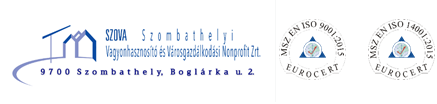 SZOVA Szombathelyi
Vagyonhasznosító és Városgazdálkodási Nonprofit Zrt.
9700 Szombathely, Boglárka u. 2.
MSZ EN ISO 9001:2015
EUROCERT
MSZ EN ISO 14001:2015
EUROCERT